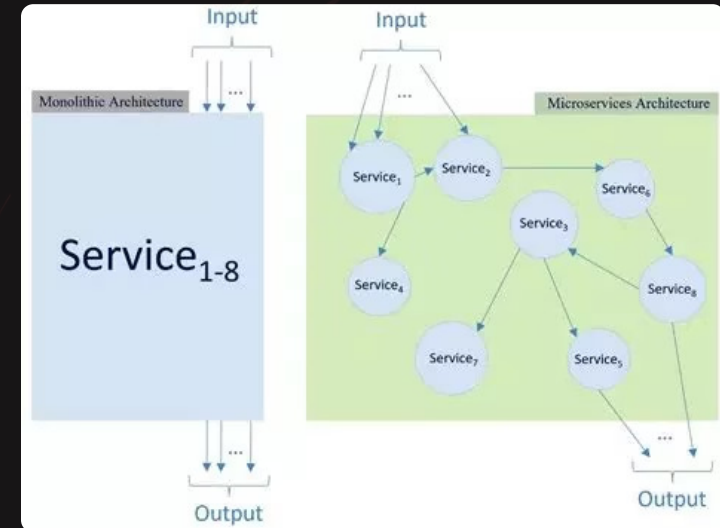 Input
...
Monolithic Architecture
Service1-8
...
Output
Input
...
Microservices Architecture
Service1
Service2
Service6
Service3
Service4
Service8
Service7
Service5
...
Output